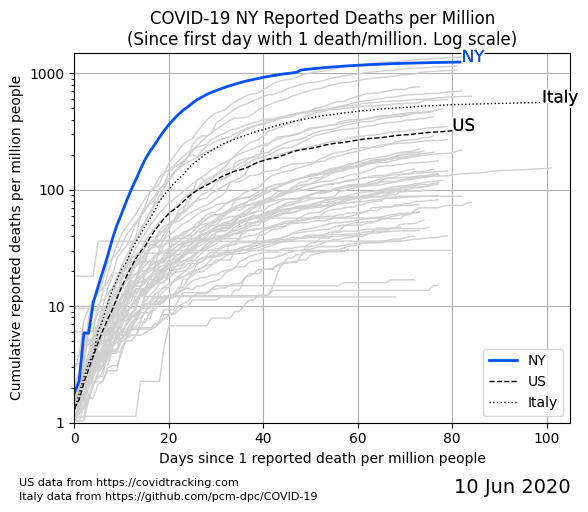 COVID-19 NY Reported Deaths per Million
(Since first day with 1 death/million. Log scale)
NY
Italy
US
1000
100
10
1
Cumulative reported deaths per million people
0 20 40 60 80 100
Days since 1 reported death per million people
NY
US
Italy
US data from https://covidtracking.com
Italy data from https://github.com/pcm-dpc/COVID-19
10 Jun 2020